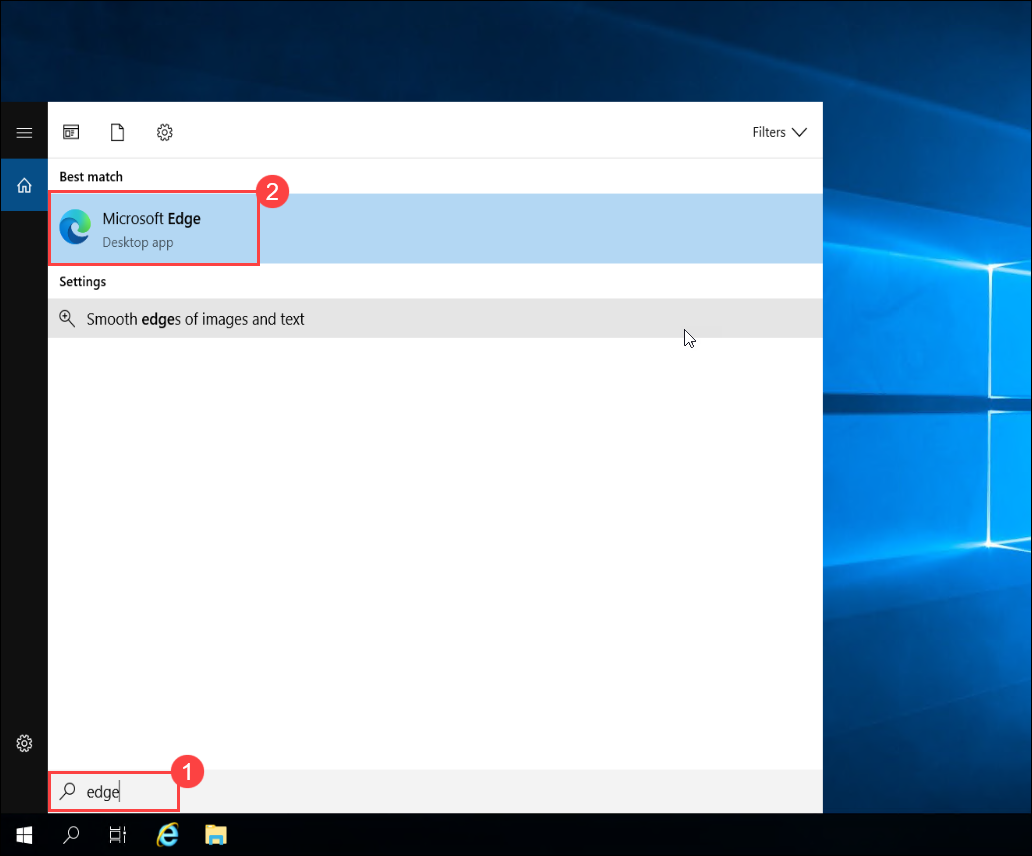 Filters
Best match
2
Microsoft Edge
Desktop app
Settings
Smooth edges of images and text
1
edge